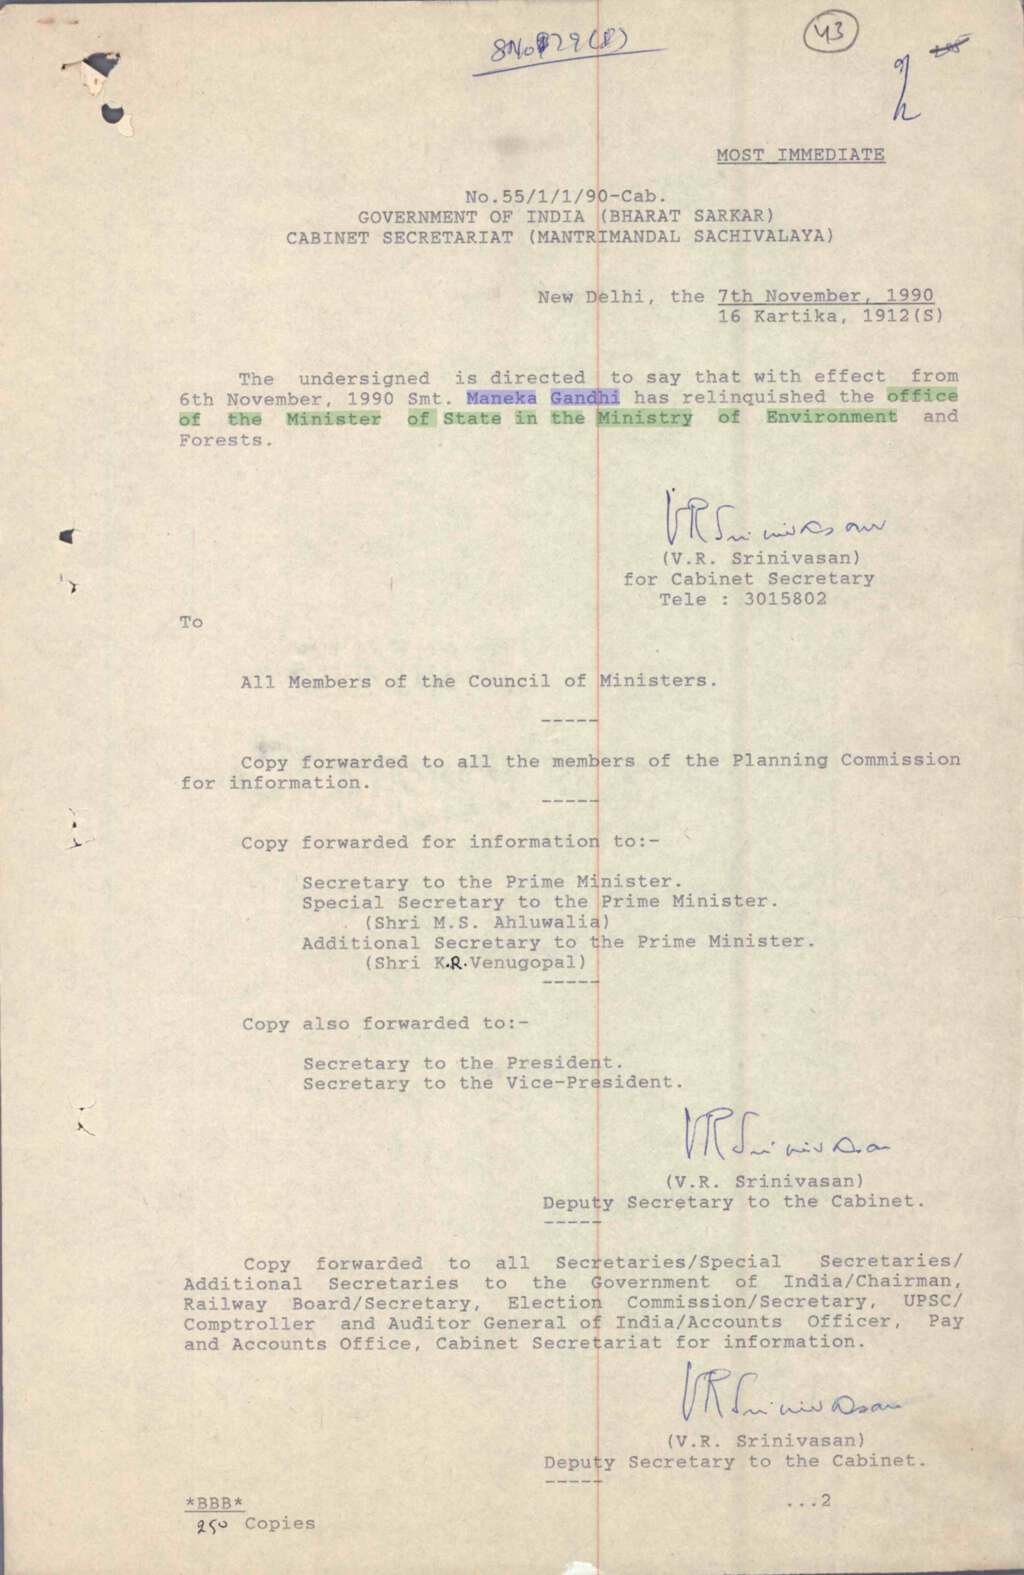 SNo 129(R)
43
MOST IMMEDIATE
No.55/1/1/90-Cab.
GOVERNMENT OF INDIA (BHARAT SARKAR)
CABINET SECRETARIAT (MANTRIMANDAL SACHIVALAYA)
New Delhi, the 7th November, 1990
16 Kartika, 1912(S)
The undersigned is directed to say that with effect from
6th November, 1990 Smt. Maneka Gandhi has relinquished the office
of the Minister of State in the Ministry of Environment and
Forests.
VR Srinivasan
(V.R. Srinivasan)
for Cabinet Secretary
Tele : 3015802
To
All Members of the Council of Ministers.
-----
Copy forwarded to all the members of the Planning Commission
for information.
-----
Copy forwarded for information to:-
Secretary to the Prime Minister.
Special Secretary to the Prime Minister.
(Shri M.S. Ahluwalia)
Additional Secretary to the Prime Minister.
(Shri K.R.Venugopal)
-----
Copy also forwarded to:-
Secretary to the President.
Secretary to the Vice-President.
VR Srinivasan
(V.R. Srinivasan)
Deputy Secretary to the Cabinet.
-----
Copy forwarded to all Secretaries/Special Secretaries/
Additional Secretaries to the Government of India/Chairman,
Railway Board/Secretary, Election Commission/Secretary, UPSC/
Comptroller and Auditor General of India/Accounts Officer, Pay
and Accounts Office, Cabinet Secretariat for information.
VR Srinivasan
(V.R. Srinivasan)
Deputy Secretary to the Cabinet.
-----
*BBB*
...2
250 Copies